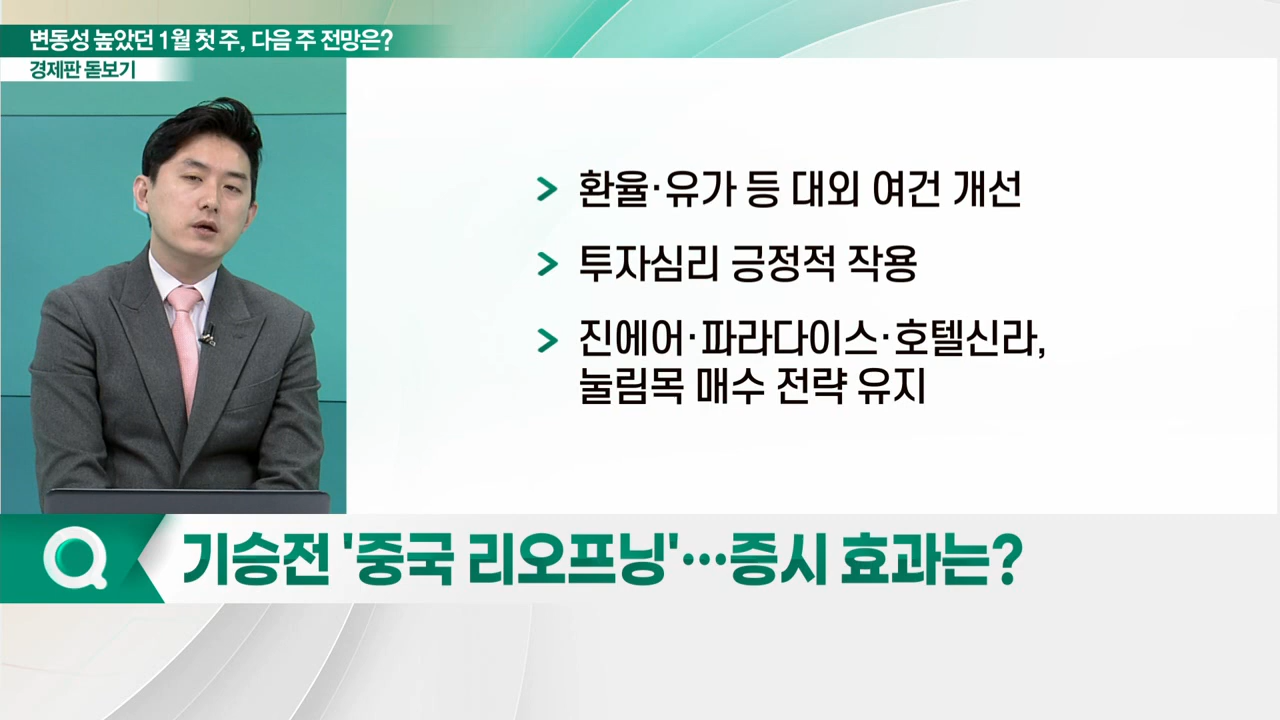 변동성 높았던 1월 첫 주, 다음 주 전망은?
경제판 돋보기
> 환율·유가 등 대외 여건 개선
> 투자심리 긍정적 작용
> 진에어·파라다이스·호텔신라,
눌림목 매수 전략 유지
기승전 '중국 리오프닝'…증시 효과는?